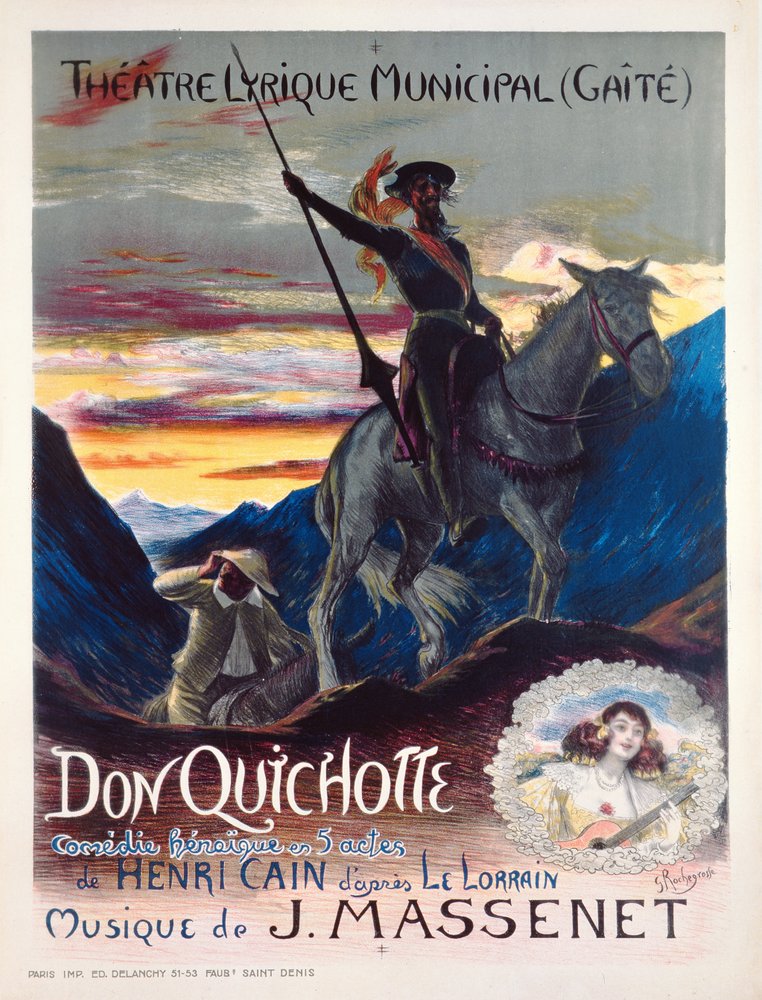 THÉÂTRE LYRIQUE MUNICIPAL (GAÎTÉ)
DON QUICHOTTE
Comédie héroïque en 5 actes
de HENRI CAIN d'après LE LORRAIN
MUSIQUE de J. MASSENET
G. Rochegrosse
PARIS IMP. ED. DELANCHY 51-53 FAUBᵗ SAINT DENIS